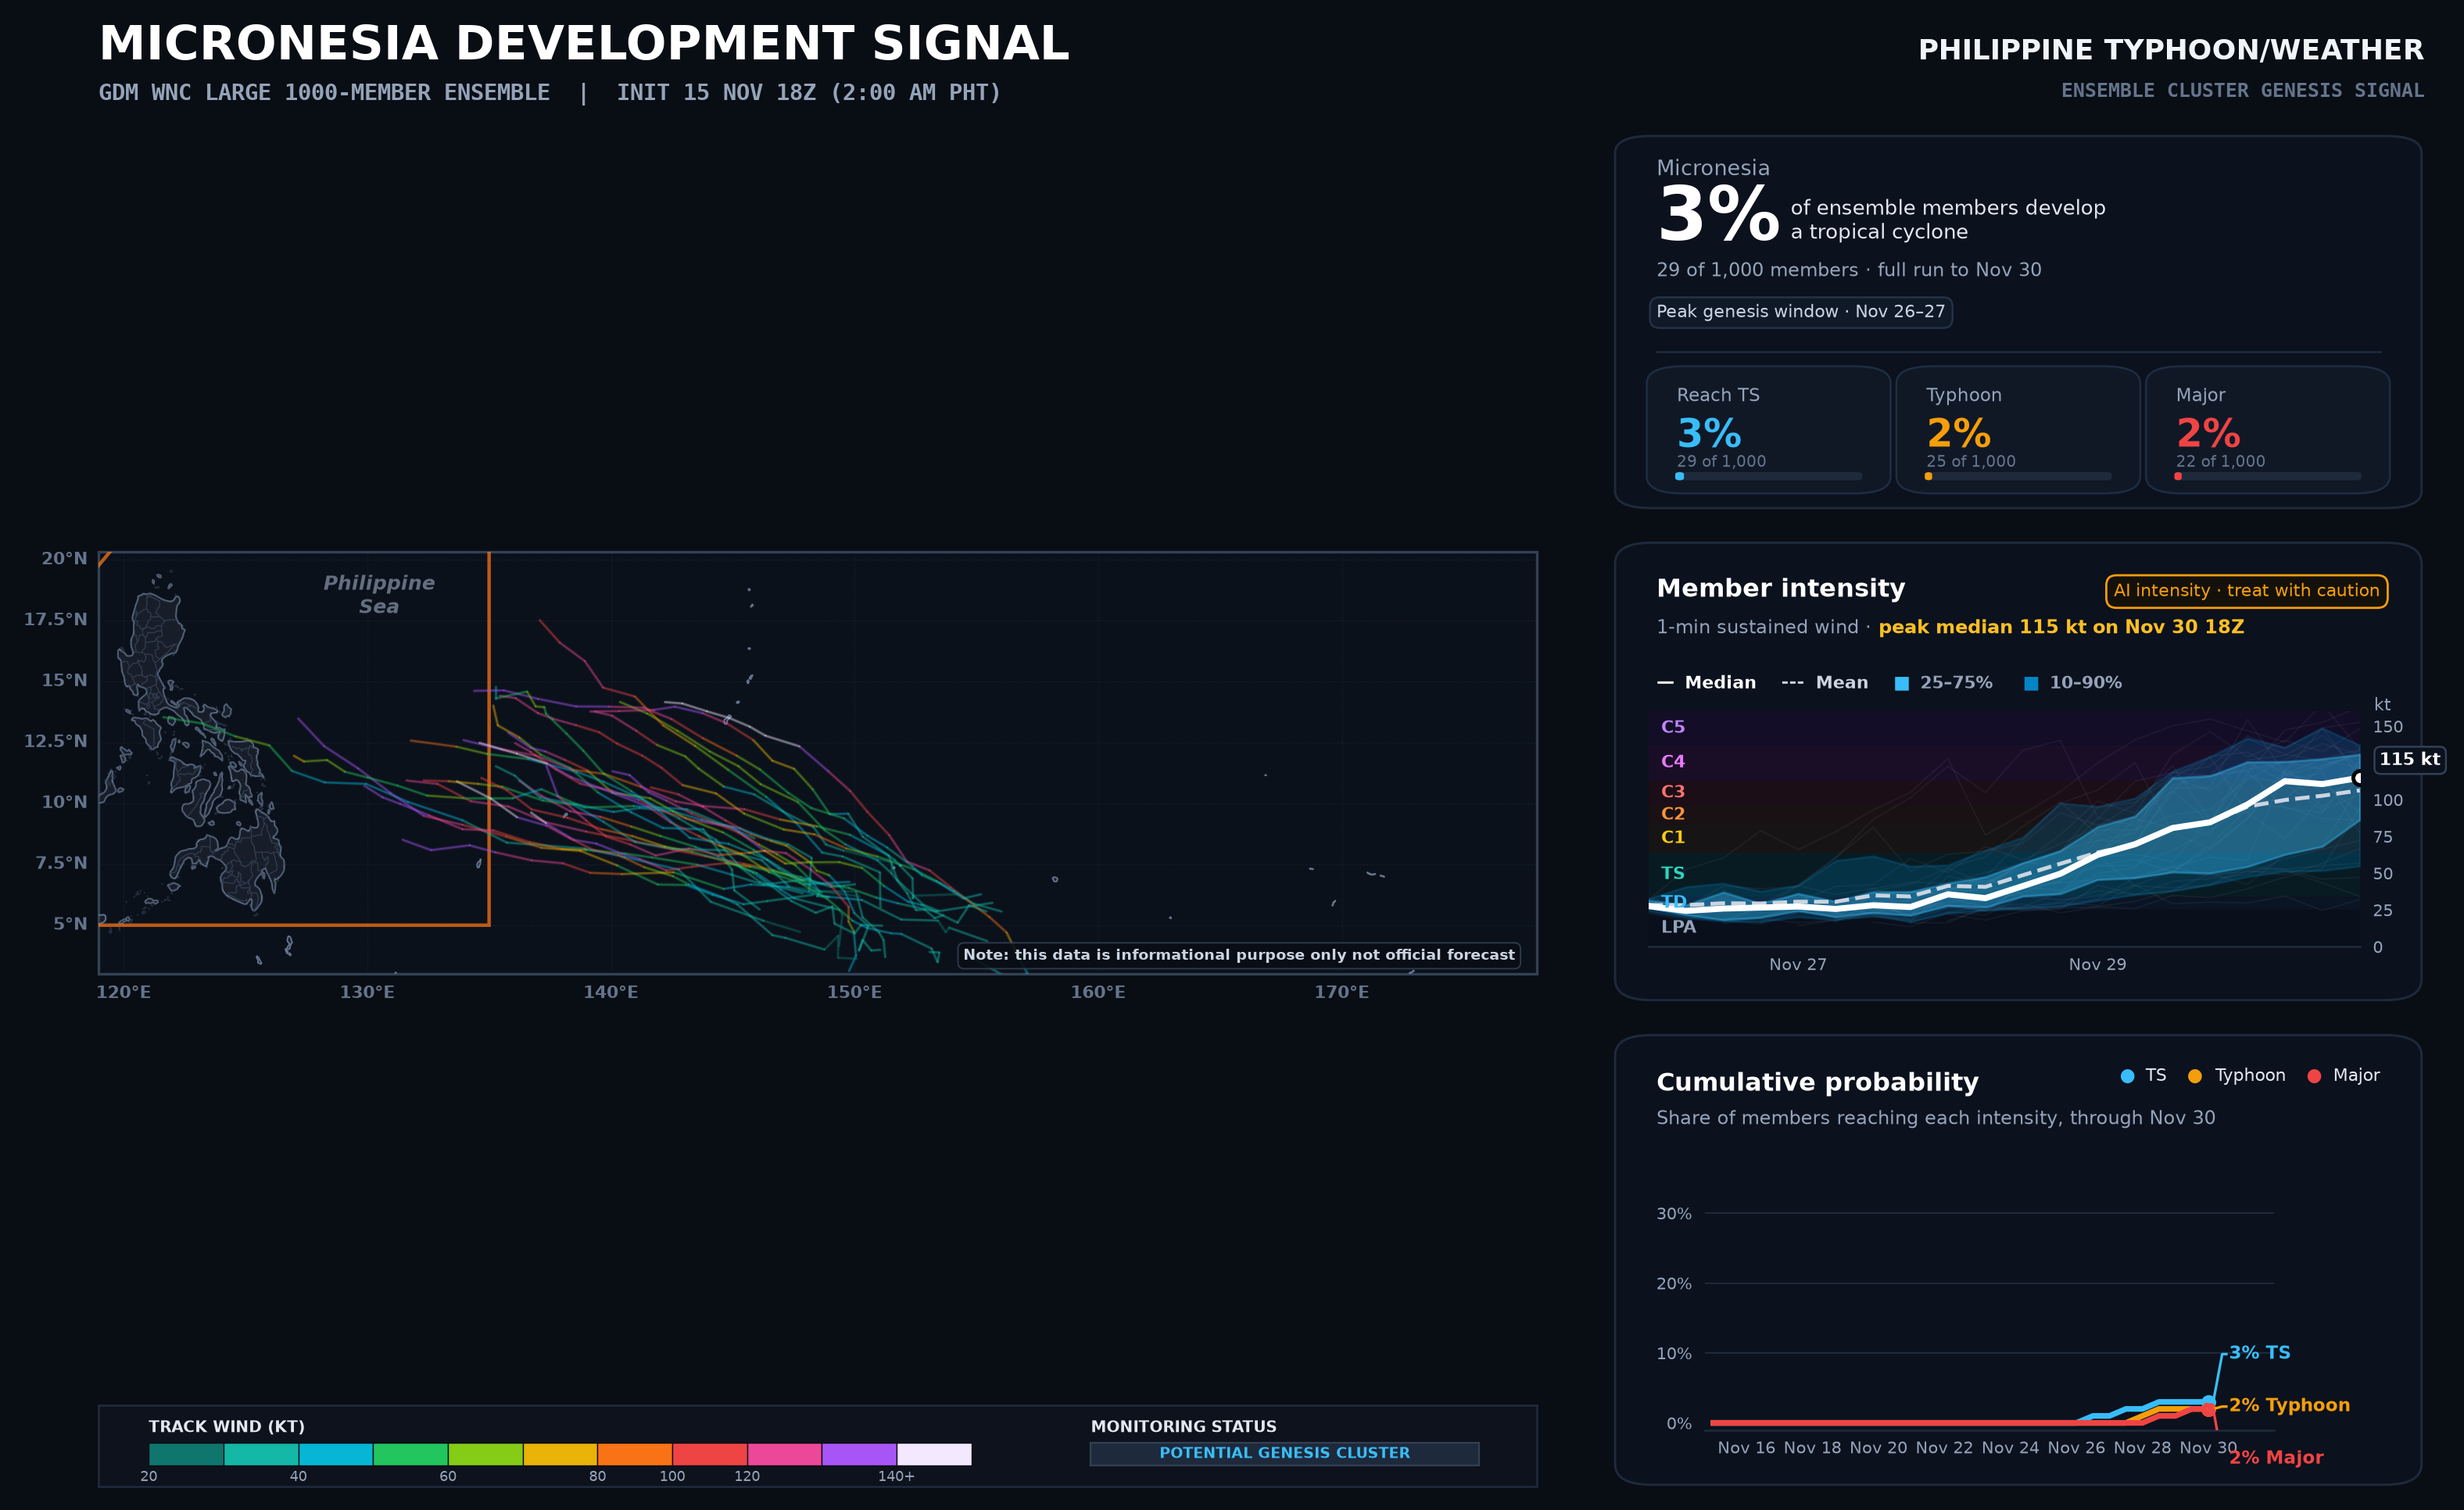 MICRONESIA DEVELOPMENT SIGNAL
GDM WNC LARGE 1000-MEMBER ENSEMBLE | INIT 15 NOV 18Z (2:00 AM PHT)
PHILIPPINE TYPHOON/WEATHER
ENSEMBLE CLUSTER GENESIS SIGNAL
20°N
17.5°N
15°N
12.5°N
10°N
7.5°N
5°N
Philippine
Sea
Note: this data is informational purpose only not official forecast
120°E 130°E 140°E 150°E 160°E 170°E
TRACK WIND (KT)
20 40 60 80 100 120 140+
MONITORING STATUS
POTENTIAL GENESIS CLUSTER
Micronesia
3% of ensemble members develop
a tropical cyclone
29 of 1,000 members · full run to Nov 30
Peak genesis window · Nov 26–27
Reach TS
3%
29 of 1,000
Typhoon
2%
25 of 1,000
Major
2%
22 of 1,000
Member intensity
AI intensity · treat with caution
1-min sustained wind · peak median 115 kt on Nov 30 18Z
Median Mean 25–75% 10–90%
kt
C5
C4
C3
C2
C1
TS
TD
LPA
150
115 kt
100
75
50
25
0
Nov 27 Nov 29
Cumulative probability
TS Typhoon Major
Share of members reaching each intensity, through Nov 30
30%
20%
10%
0%
3% TS
2% Typhoon
2% Major
Nov 16 Nov 18 Nov 20 Nov 22 Nov 24 Nov 26 Nov 28 Nov 30